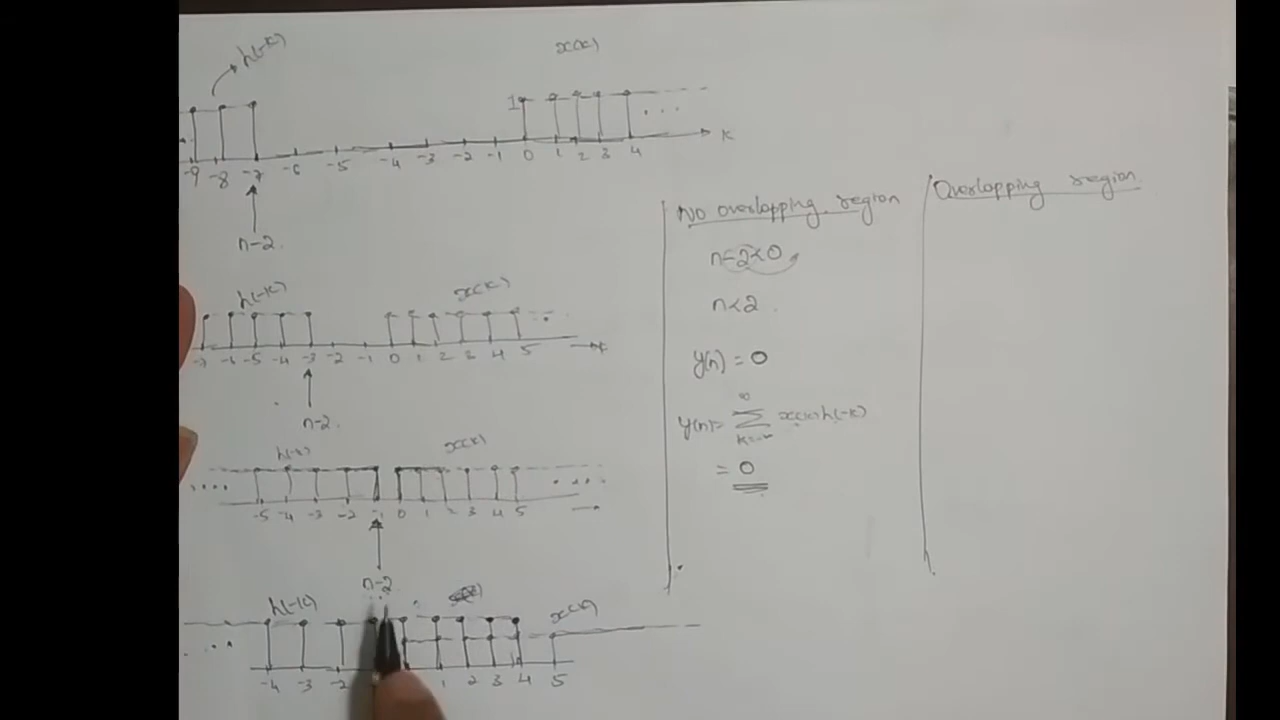 h(-k)
x(k)
1
-9 -8 -7 -6 -5 -4 -3 -2 -1 0 1 2 3 4
k
n-2.
h(-k)
x(k)
-7 -6 -5 -4 -3 -2 -1 0 1 2 3 4 5
n-2.
h(-k)
x(k)
-5 -4 -3 -2 -1 0 1 2 3 4 5
n-2
h(-k)
x(k)
-4 -3 -2 1 2 3 4 5
No overlapping region
n-2<0
n<2
y(n) = 0
y(n)= ∞ Σ k=-∞ x(k) h(-k)
= 0
Overlapping region